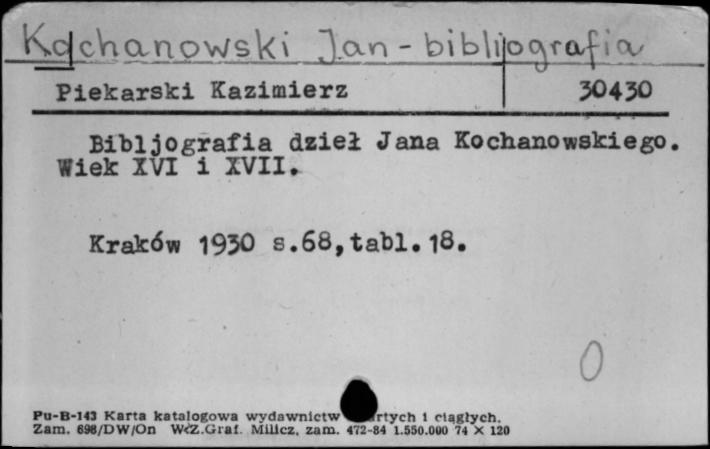 Kochanowski Jan - bibljografia
Piekarski Kazimierz 30430
Bibljografia dzieł Jana Kochanowskiego.
Wiek XVI i XVII.
Kraków 1930 s.68,tabl.18.
0
Pu-B-143 Karta katalogowa wydawnictw rtych i ciągłych.
Zam. 698/DW/On WZ.Graf. Milicz, zam. 472-84 1.550.000 74 X 120